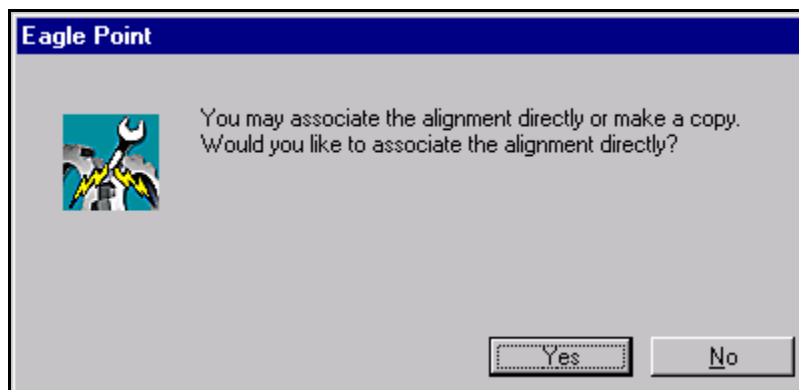 Eagle Point
You may associate the alignment directly or make a copy.
Would you like to associate the alignment directly?
Yes
No